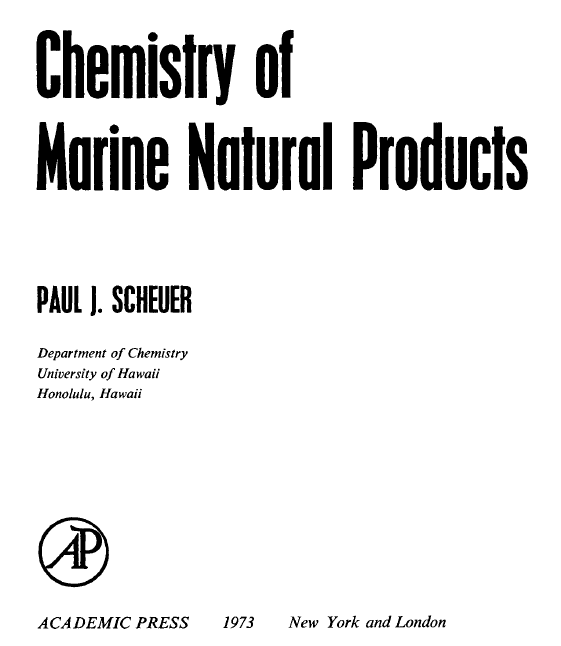 Chemistry of
Marine Natural Products
PAUL J. SCHEUER
Department of Chemistry
University of Hawaii
Honolulu, Hawaii
AP
ACADEMIC PRESS 1973 New York and London